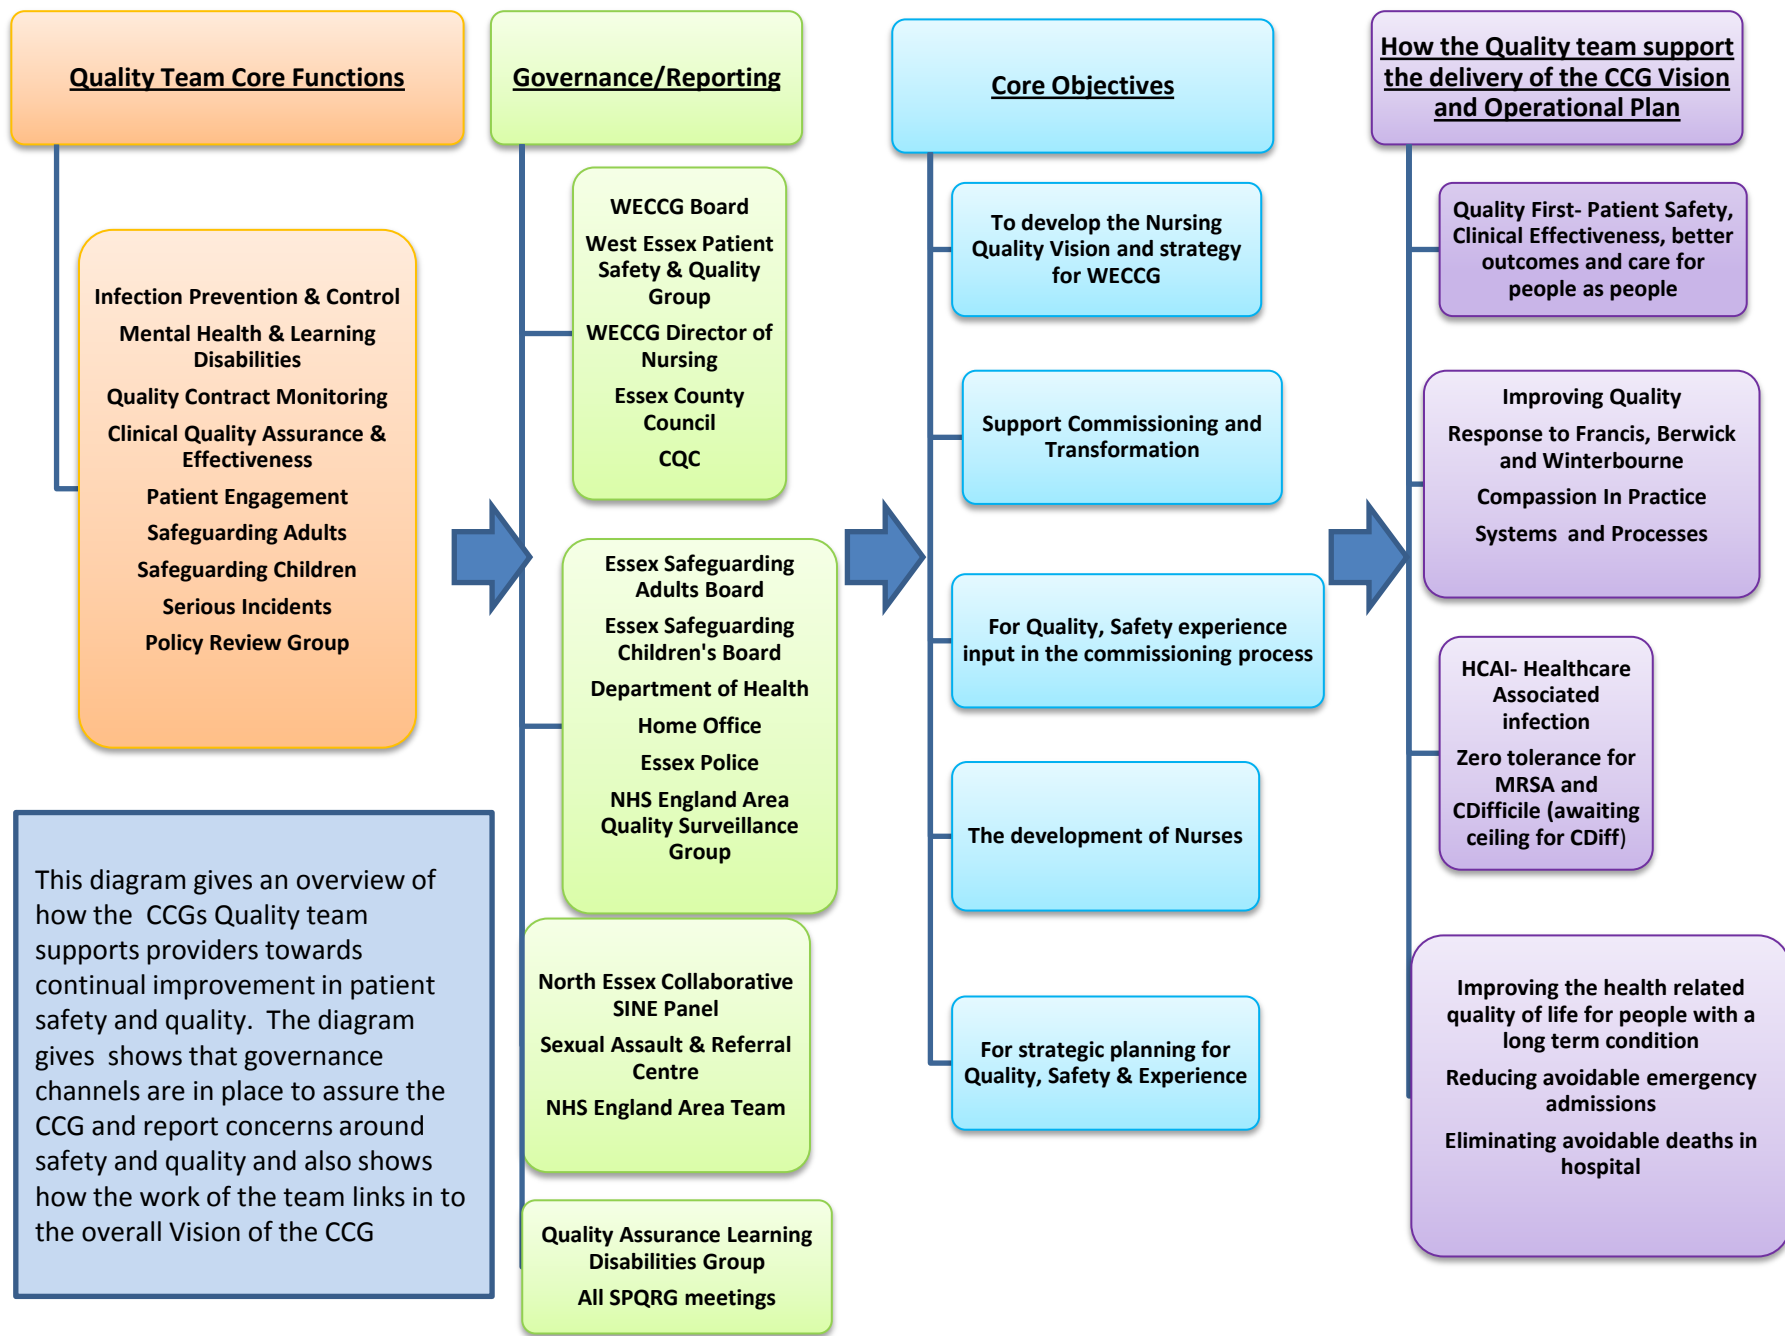 Quality Team Core Functions
Infection Prevention & Control
Mental Health & Learning
Disabilities
Quality Contract Monitoring
Clinical Quality Assurance &
Effectiveness
Patient Engagement
Safeguarding Adults
Safeguarding Children
Serious Incidents
Policy Review Group
This diagram gives an overview of
how the  CCGs Quality team
supports providers towards
continual improvement in patient
safety and quality.  The diagram
gives  shows that governance
channels are in place to assure the
CCG and report concerns around
safety and quality and also shows
how the work of the team links in to
the overall Vision of the CCG
Governance/Reporting
WECCG Board
West Essex Patient
Safety & Quality
Group
WECCG Director of
Nursing
Essex County
Council
CQC
Essex Safeguarding
Adults Board
Essex Safeguarding
Children's Board
Department of Health
Home Office
Essex Police
NHS England Area
Quality Surveillance
Group
North Essex Collaborative
SINE Panel
Sexual Assault & Referral
Centre
NHS England Area Team
Quality Assurance Learning
Disabilities Group
All SPQRG meetings
Core Objectives
To develop the Nursing
Quality Vision and strategy
for WECCG
Support Commissioning and
Transformation
For Quality, Safety experience
input in the commissioning process
The development of Nurses
For strategic planning for
Quality, Safety & Experience
How the Quality team support
the delivery of the CCG Vision
and Operational Plan
Quality First- Patient Safety,
Clinical Effectiveness, better
outcomes and care for
people as people
Improving Quality
Response to Francis, Berwick
and Winterbourne
Compassion In Practice
Systems  and Processes
HCAI- Healthcare
Associated
infection
Zero tolerance for
MRSA and
CDifficile (awaiting
ceiling for CDiff)
Improving the health related
quality of life for people with a
long term condition
Reducing avoidable emergency
admissions
Eliminating avoidable deaths in
hospital